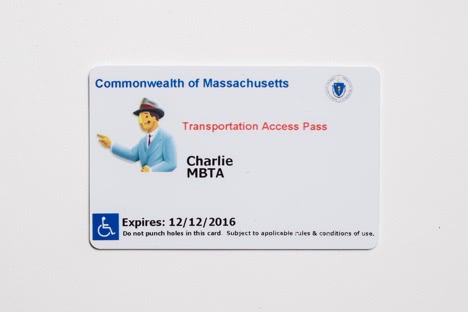 Commonwealth of Massachusetts
Transportation Access Pass
Charlie
MBTA
Expires: 12/12/2016
Do not punch holes in this card. Subject to applicable rules & conditions of use.